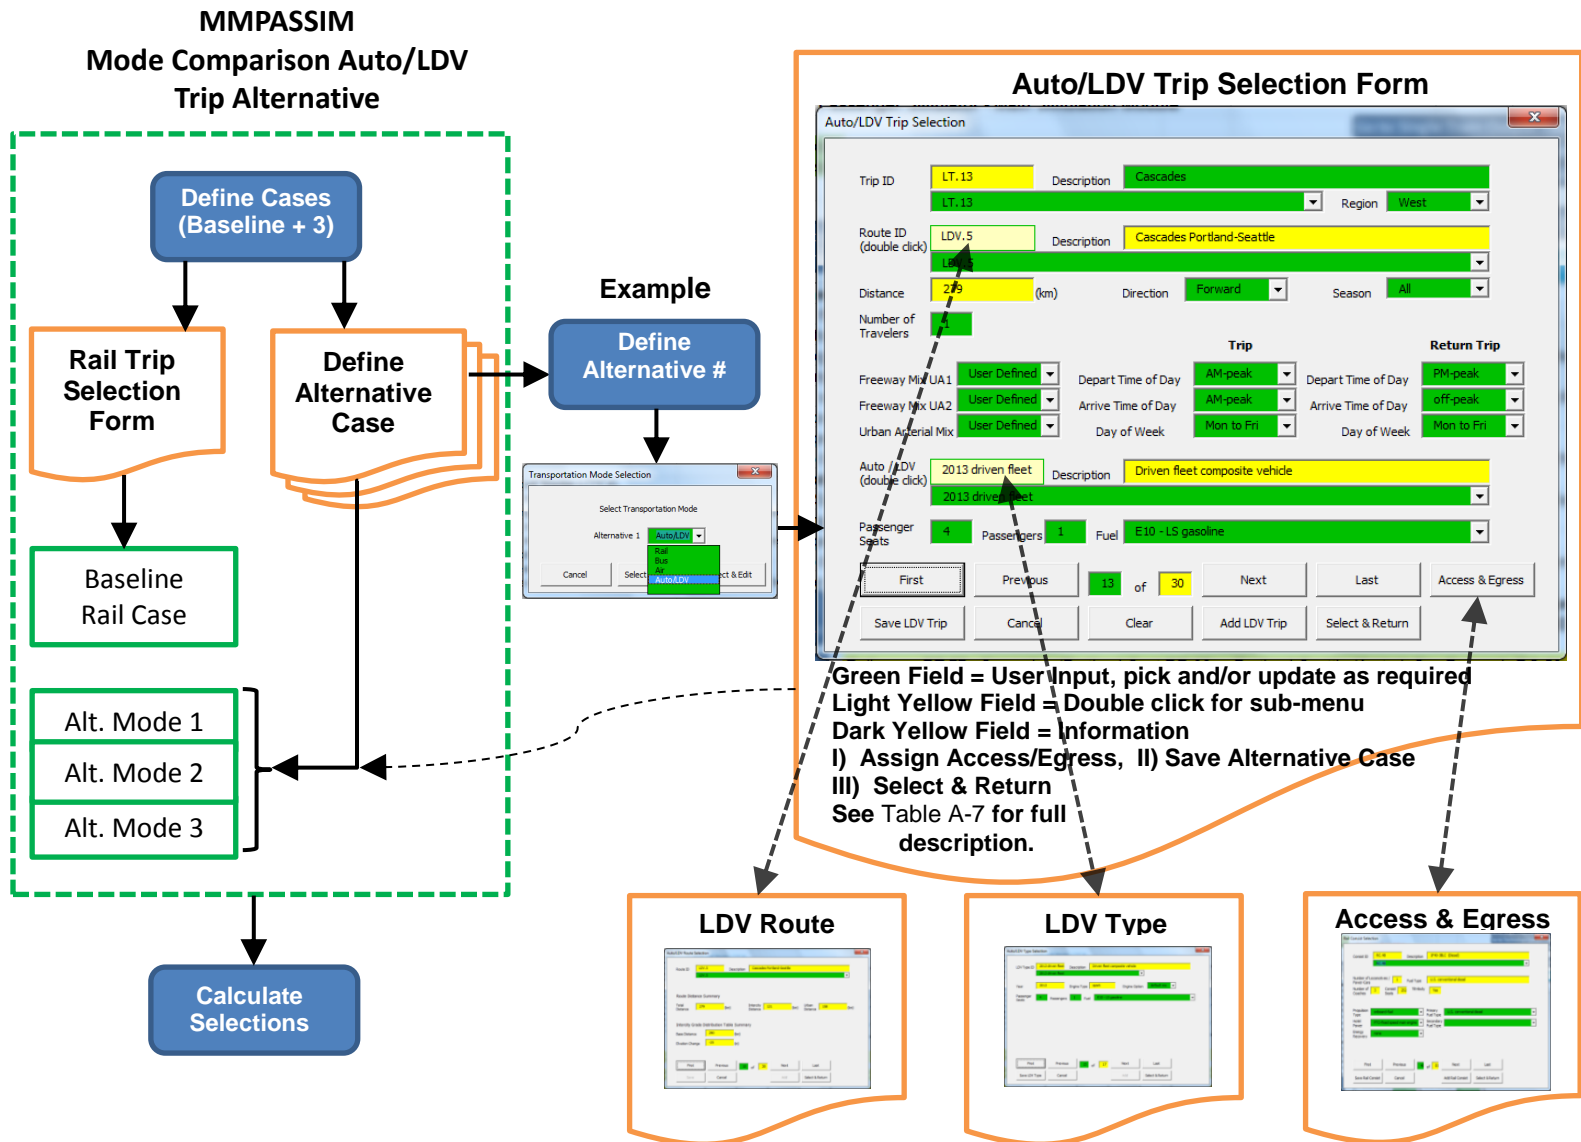 MMPASSIM
Mode Comparison Auto/LDV
Trip Alternative
Define Cases
(Baseline + 3)
Rail Trip
Selection
Form
Define
Alternative
Case
Baseline
Rail Case
Alt. Mode 1
Alt. Mode 2
Alt. Mode 3
Calculate
Selections
Example
Define
Alternative #
Transportation Mode Selection
Select Transportation Mode
Alternative 1 Auto/LDV
Rail
Bus
Air
Auto/LDV
Cancel Select & Edit
Auto/LDV Trip Selection Form
Auto/LDV Trip Selection
Trip ID LT.13 Description Cascades
LT.13 Region West
Route ID
(double click) LDV.5 Description Cascades Portland-Seattle
LDV.5
Distance 279 (km) Direction Forward Season All
Number of
Travelers 1
Trip Return Trip
Freeway Mix UA1 User Defined Depart Time of Day AM-peak Depart Time of Day PM-peak
Freeway Mix UA2 User Defined Arrive Time of Day AM-peak Arrive Time of Day off-peak
Urban Arterial Mix User Defined Day of Week Mon to Fri Day of Week Mon to Fri
Auto / LDV
(double click) 2013 driven fleet Description Driven fleet composite vehicle
2013 driven fleet
Passenger
Seats 4 Passengers 1 Fuel E10 - LS gasoline
First Previous 13 of 30 Next Last Access & Egress
Save LDV Trip Cancel Clear Add LDV Trip Select & Return
Green Field = User Input, pick and/or update as required
Light Yellow Field = Double click for sub-menu
Dark Yellow Field = Information
I) Assign Access/Egress, II) Save Alternative Case
III) Select & Return
See Table A-7 for full
description.
LDV Route
LDV Type
Access & Egress